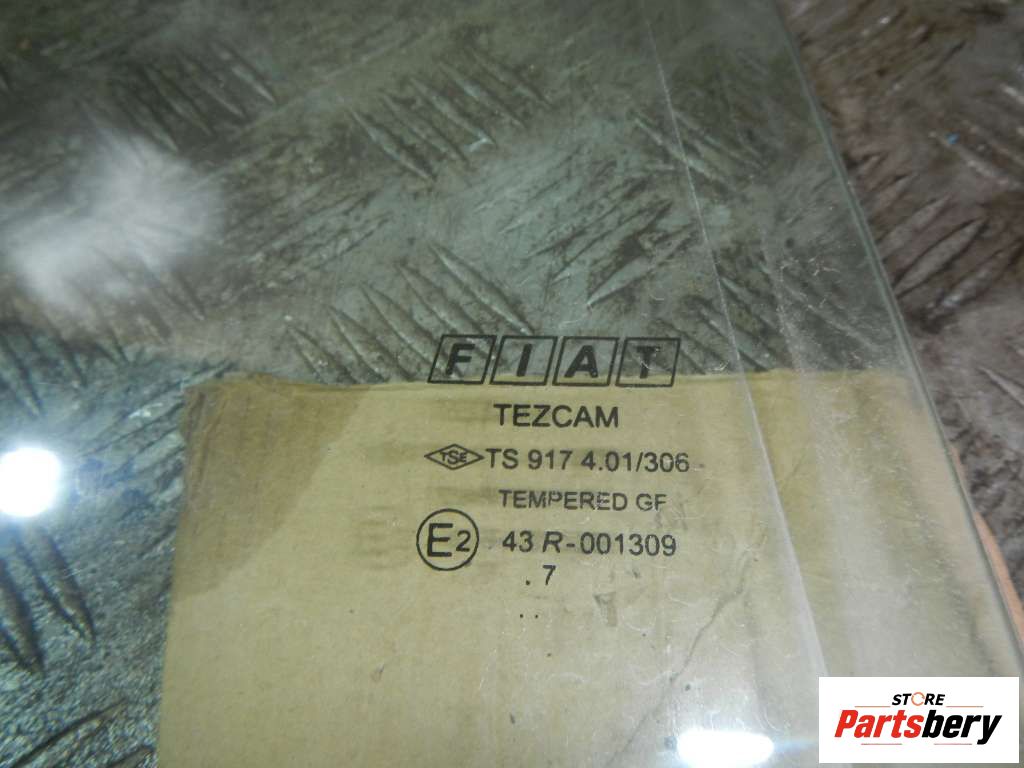 FIAT
TEZCAM
TSE TS 917 4.01/306
TEMPERED GF
E2 43 R-001309
. 7
. .
STORE
Partsbery